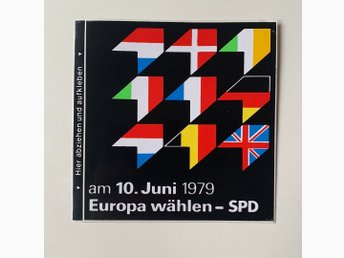 Hier abziehen und aufkleben
am 10. Juni 1979
Europa wählen – SPD